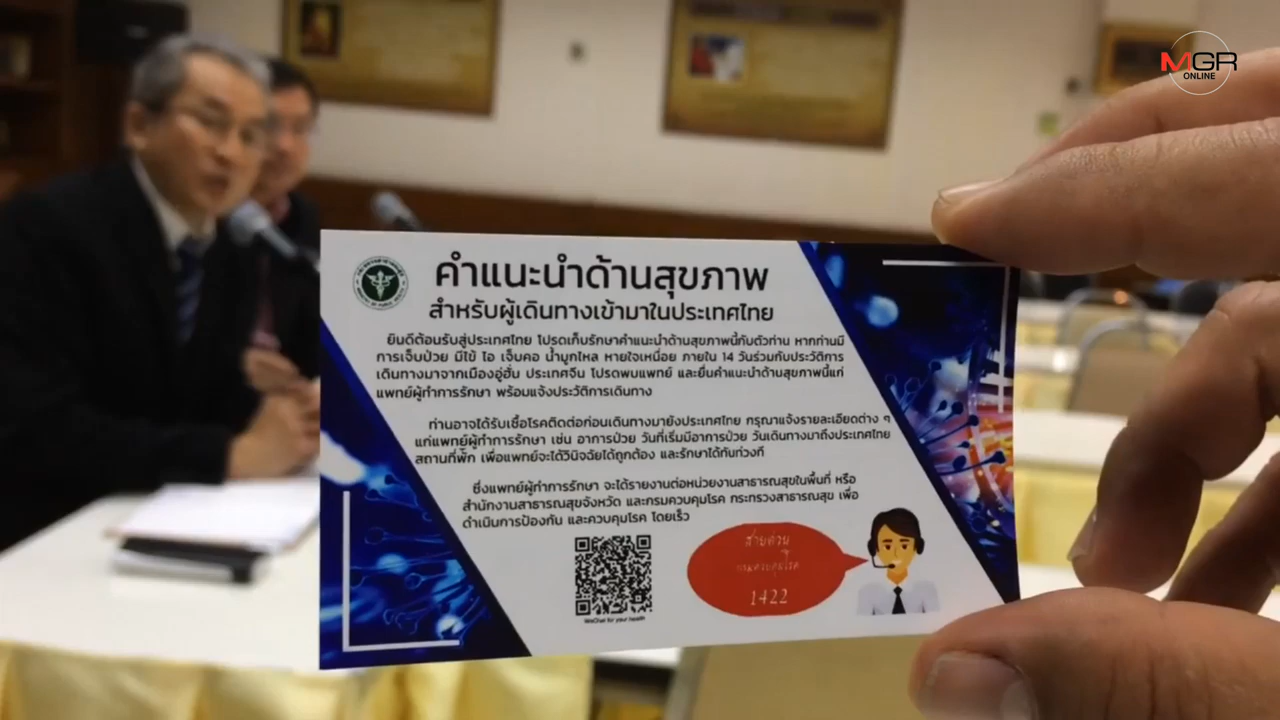 MGR
ONLINE
คำแนะนำด้านสุขภาพ
สำหรับผู้เดินทางเข้ามาในประเทศไทย
ยินดีต้อนรับสู่ประเทศไทย โปรดเก็บรักษาคำแนะนำด้านสุขภาพนี้กับตัวท่าน หากท่านมี
การเจ็บป่วย มีไข้ ไอ เจ็บคอ น้ำมูกไหล หายใจเหนื่อย ภายใน 14 วันร่วมกับประวัติการ
เดินทางมาจากเมืองอู่ฮั่น ประเทศจีน โปรดพบแพทย์ และยื่นคำแนะนำด้านสุขภาพนี้แก่
แพทย์ผู้ทำการรักษา พร้อมแจ้งประวัติการเดินทาง
ท่านอาจได้รับเชื้อโรคติดต่อก่อนเดินทางมายังประเทศไทย กรุณาแจ้งรายละเอียดต่าง ๆ
แก่แพทย์ผู้ทำการรักษา เช่น อาการป่วย วันที่เริ่มมีอาการป่วย วันเดินทางมาถึงประเทศไทย
สถานที่พัก เพื่อแพทย์จะได้วินิจฉัยได้ถูกต้อง และรักษาได้ทันท่วงที
ซึ่งแพทย์ผู้ทำการรักษา จะได้รายงานต่อหน่วยงานสาธารณสุขในพื้นที่ หรือ
สำนักงานสาธารณสุขจังหวัด และกรมควบคุมโรค กระทรวงสาธารณสุข เพื่อ
ดำเนินการป้องกัน และควบคุมโรค โดยเร็ว
สายด่วน
กรมควบคุมโรค
1422
WeChat for your health